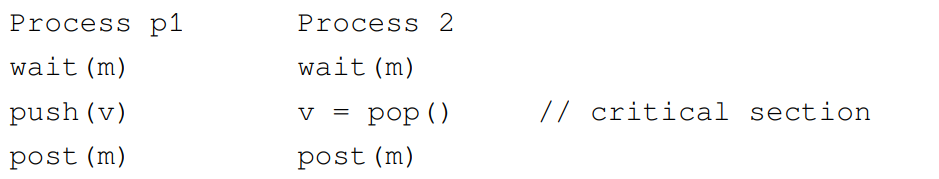 Process p1 Process 2
wait(m) wait(m)
push(v) v = pop() // critical section
post(m) post(m)